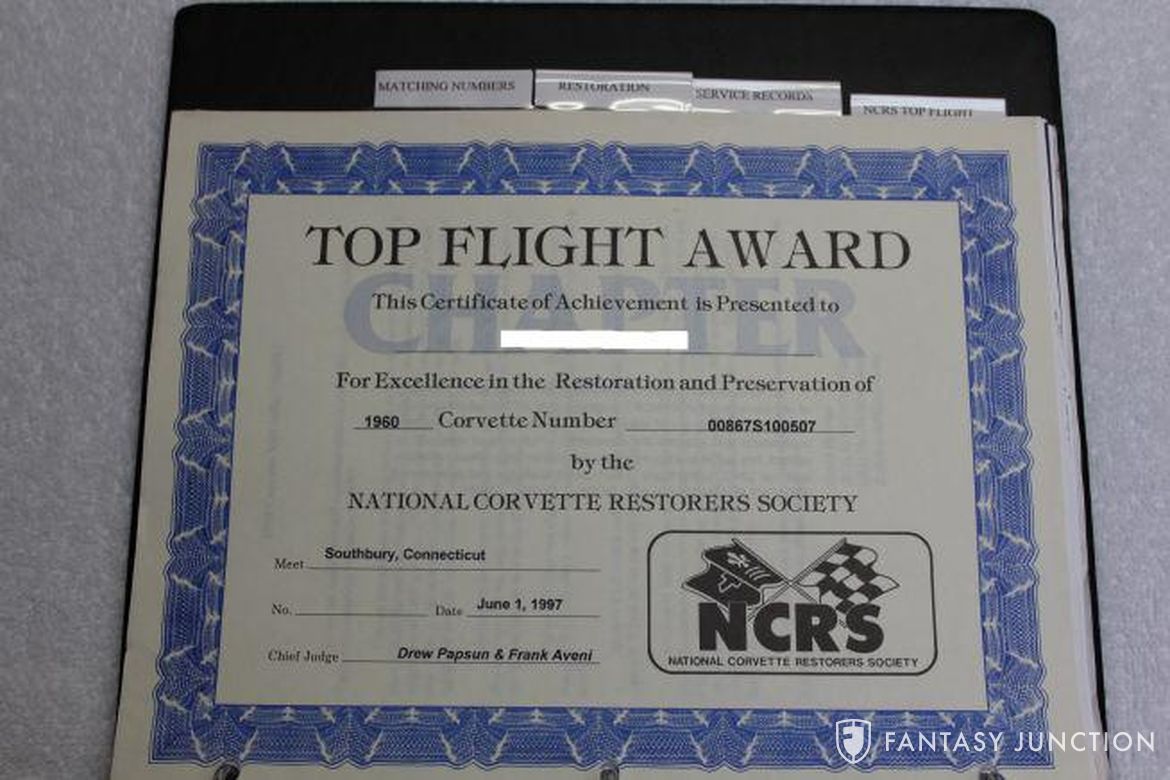 MATCHING NUMBERS
RESTORATION
SERVICE RECORDS
NCRS TOP FLIGHT
TOP FLIGHT AWARD
CHAPTER
This Certificate of Achievement is Presented to
For Excellence in the Restoration and Preservation of
1960 Corvette Number 00867S100507
by the
NATIONAL CORVETTE RESTORERS SOCIETY
Meet Southbury, Connecticut
No. Date June 1, 1997
Chief Judge Drew Papsun & Frank Aveni
NCRS
NATIONAL CORVETTE RESTORERS SOCIETY
FANTASY JUNCTION